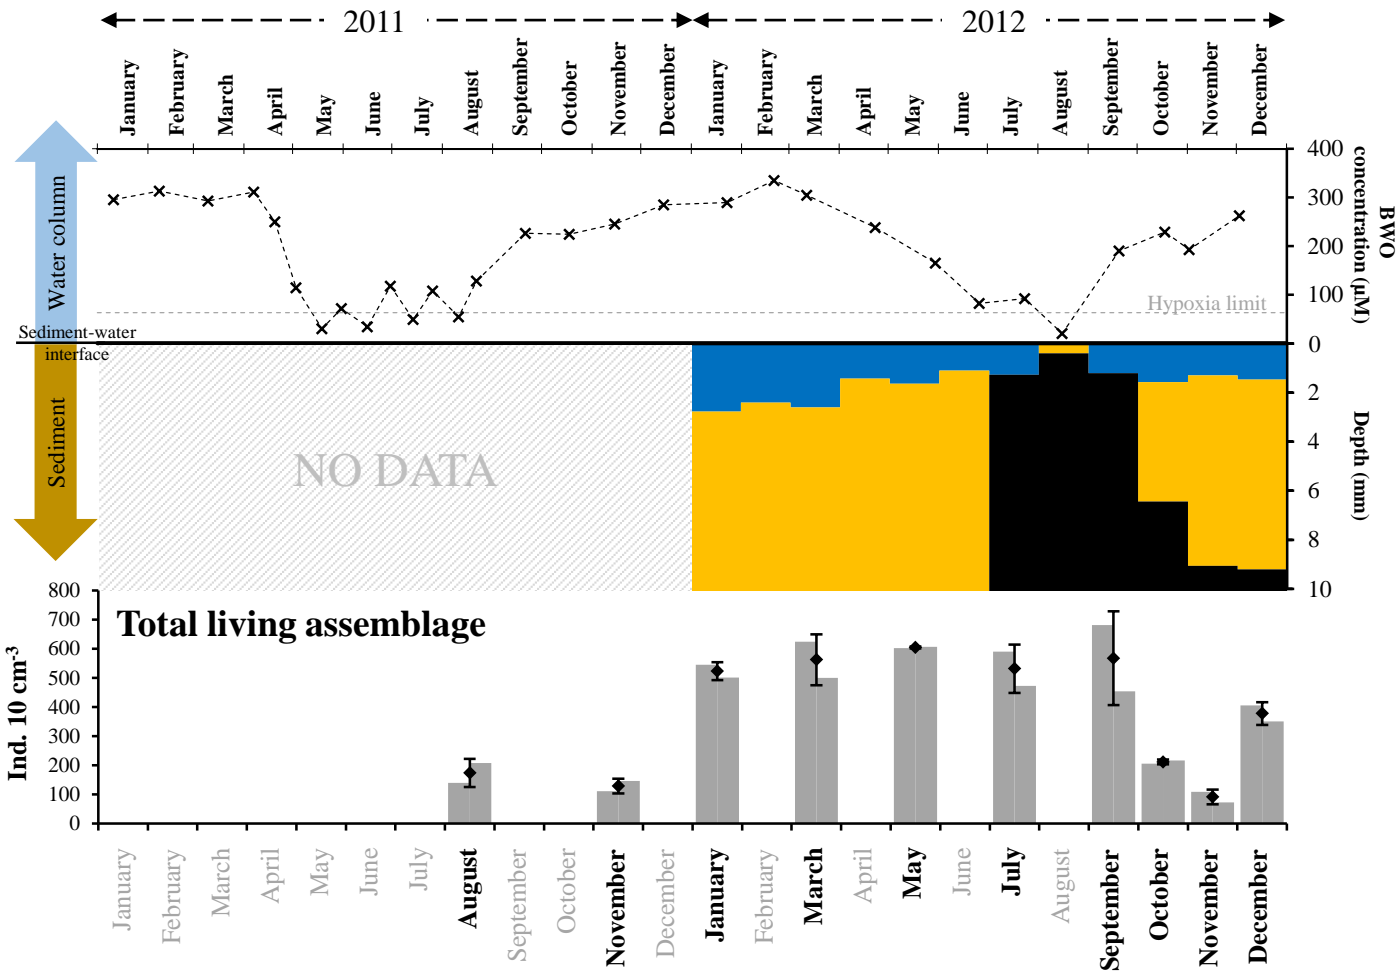 2011
2012
January
February
March
April
May
June
July
August
September
October
November
December
January
February
March
April
May
June
July
August
September
October
November
December
Water column
Sediment-water
interface
Sediment
400
300
200
100
0
BWO
concentration (µM)
Hypoxia limit
NO DATA
2
4
6
8
10
Depth (mm)
Total living assemblage
800
700
600
500
400
300
200
100
0
Ind. 10 cm-3
January
February
March
April
May
June
July
August
September
October
November
December
January
February
March
April
May
June
July
August
September
October
November
December